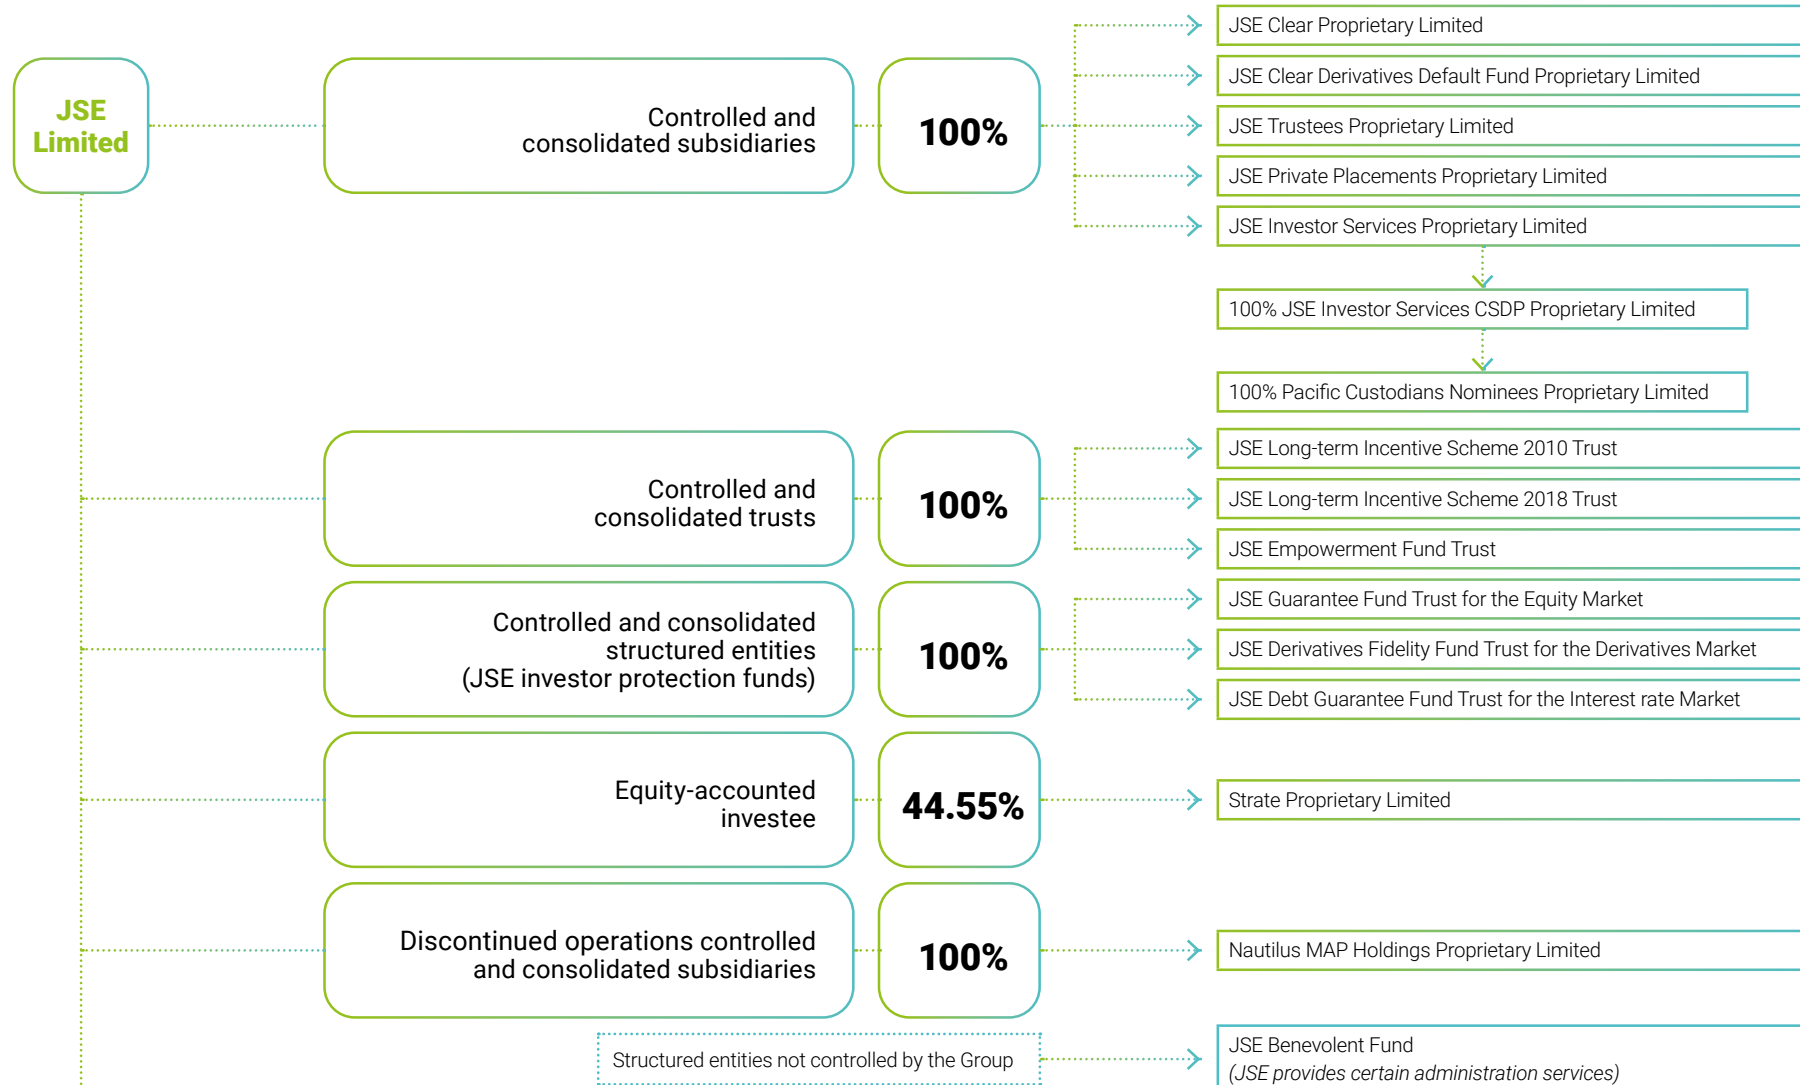 JSE
Limited
Controlled and
consolidated subsidiaries
100%
JSE Clear Proprietary Limited
JSE Clear Derivatives Default Fund Proprietary Limited
JSE Trustees Proprietary Limited
JSE Private Placements Proprietary Limited
JSE Investor Services Proprietary Limited
100% JSE Investor Services CSDP Proprietary Limited
100% Pacific Custodians Nominees Proprietary Limited
Controlled and
consolidated trusts
100%
JSE Long-term Incentive Scheme 2010 Trust
JSE Long-term Incentive Scheme 2018 Trust
JSE Empowerment Fund Trust
Controlled and consolidated
structured entities
(JSE investor protection funds)
100%
JSE Guarantee Fund Trust for the Equity Market
JSE Derivatives Fidelity Fund Trust for the Derivatives Market
JSE Debt Guarantee Fund Trust for the Interest rate Market
Equity-accounted
investee
44.55%
Strate Proprietary Limited
Discontinued operations controlled
and consolidated subsidiaries
100%
Nautilus MAP Holdings Proprietary Limited
Structured entities not controlled by the Group
JSE Benevolent Fund
(JSE provides certain administration services)